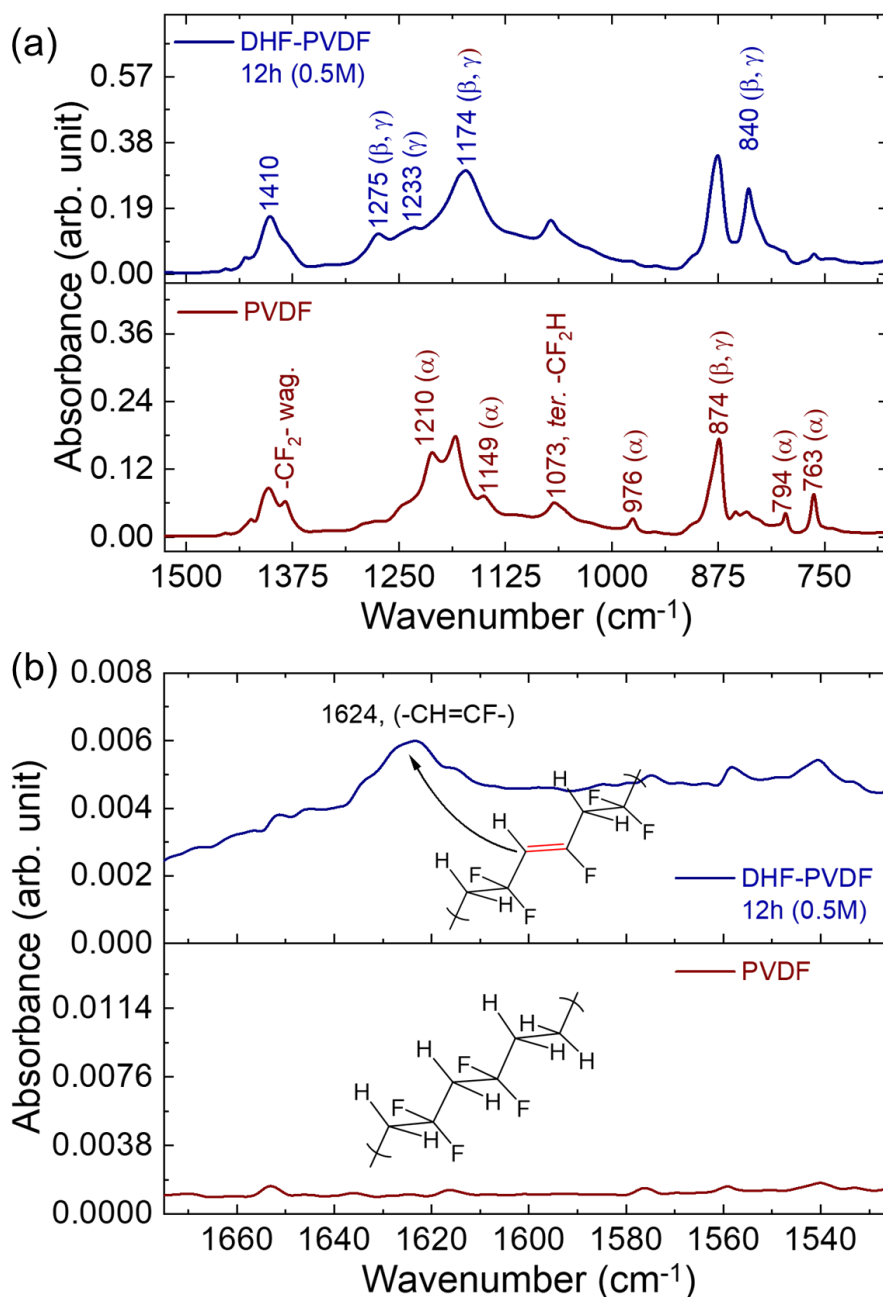 (a)
DHF-PVDF
12h (0.5M)
1410
1275 (β, γ)
1233 (γ)
1174 (β, γ)
840 (β, γ)
0.57
0.38
0.19
0.00
PVDF
-CF₂- wag.
1210 (α)
1149 (α)
1073, ter. -CF₂H
976 (α)
874 (β, γ)
794 (α)
763 (α)
0.36
0.24
0.12
0.00
Absorbance (arb. unit)
1500 1375 1250 1125 1000 875 750
Wavenumber (cm⁻¹)
(b)
0.008
0.006
0.004
0.002
0.000
1624, (-CH=CF-)
H
F
H
F
H
F
H
F
H
F
DHF-PVDF
12h (0.5M)
PVDF
0.0114
0.0076
0.0038
0.0000
H
H
H
H
H
F
H
F
H
F
H
F
Absorbance (arb. unit)
1660 1640 1620 1600 1580 1560 1540
Wavenumber (cm⁻¹)